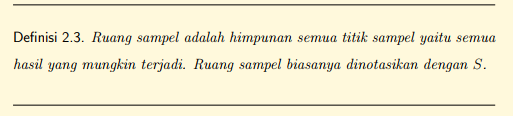 Definisi 2.3. Ruang sampel adalah himpunan semua titik sampel yaitu semua
hasil yang mungkin terjadi. Ruang sampel biasanya dinotasikan dengan S.